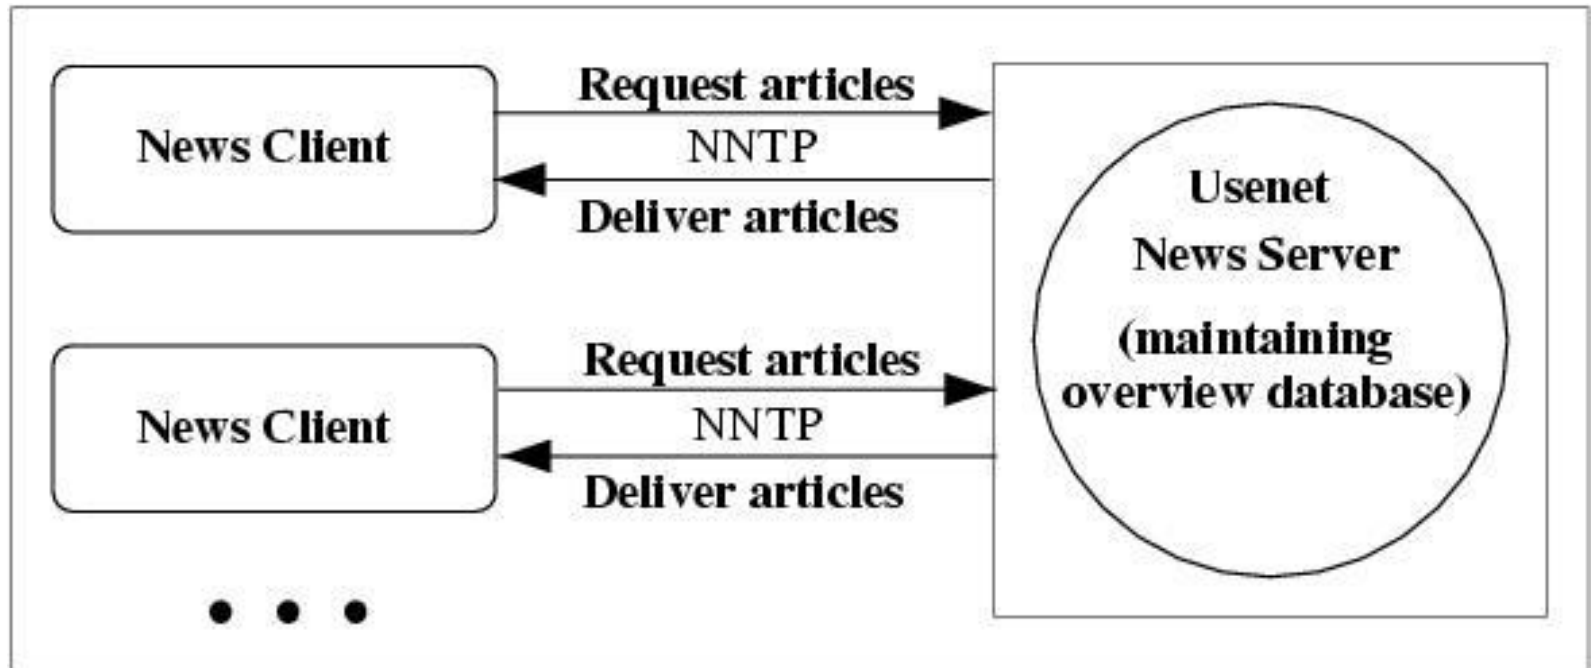 Request articles
News Client
NNTP
Deliver articles
Usenet
News Server
(maintaining
overview database)
Request articles
News Client
NNTP
Deliver articles